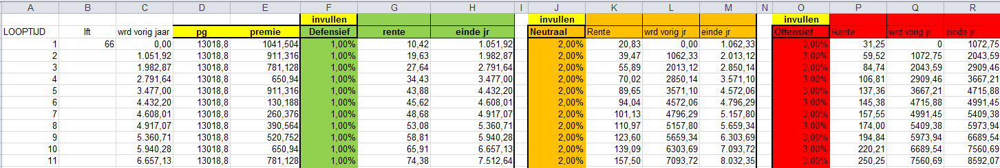 A B C D E F G H I J K L M N O P Q R
invullen invullen invullen
LOOPTIJD lft wrd vorig jaar pg premie Defensief rente einde jr Neutraal Rente wrd vorig jr einde jr Offensief Rente wrd vorig jr einde jr
1 66 0,00 13018,8 1041,504 1,00% 10,42 1.051,92 2,00% 20,83 0,00 1.062,33 3,00% 31,25 0 1072,75
2 1.051,92 13018,8 911,316 1,00% 19,63 1.982,87 2,00% 39,47 1062,33 2.013,12 3,00% 59,52 1072,75 2043,59
3 1.982,87 13018,8 781,128 1,00% 27,64 2.791,64 2,00% 55,89 2013,12 2.850,14 3,00% 84,74 2043,59 2909,46
4 2.791,64 13018,8 650,94 1,00% 34,43 3.477,00 2,00% 70,02 2850,14 3.571,10 3,00% 106,81 2909,46 3667,21
5 3.477,00 13018,8 911,316 1,00% 43,88 4.432,20 2,00% 89,65 3571,10 4.572,06 3,00% 137,36 3667,21 4715,88
6 4.432,20 13018,8 130,188 1,00% 45,62 4.608,01 2,00% 94,04 4572,06 4.796,29 3,00% 145,38 4715,88 4991,45
7 4.608,01 13018,8 260,376 1,00% 48,68 4.917,07 2,00% 101,13 4796,29 5.157,80 3,00% 157,55 4991,45 5409,38
8 4.917,07 13018,8 390,564 1,00% 53,08 5.360,71 2,00% 110,97 5157,80 5.659,34 3,00% 174,00 5409,38 5973,94
9 5.360,71 13018,8 520,752 1,00% 58,81 5.940,28 2,00% 123,60 5659,34 6.303,69 3,00% 194,84 5973,94 6689,54
10 5.940,28 13018,8 650,94 1,00% 65,91 6.657,13 2,00% 139,09 6303,69 7.093,72 3,00% 220,21 6689,54 7560,69
11 6.657,13 13018,8 781,128 1,00% 74,38 7.512,64 2,00% 157,50 7093,72 8.032,35 3,00% 250,25 7560,69 8592,07